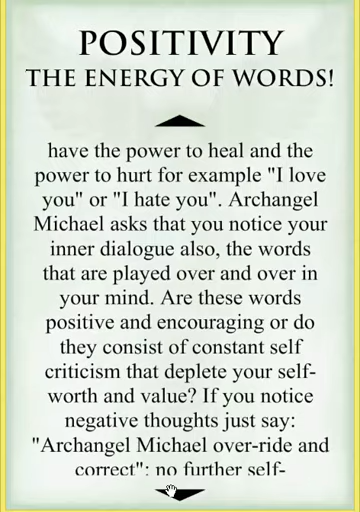 POSITIVITY
THE ENERGY OF WORDS!
have the power to heal and the
power to hurt for example "I love
you" or "I hate you". Archangel
Michael asks that you notice your
inner dialogue also, the words
that are played over and over in
your mind. Are these words
positive and encouraging or do
they consist of constant self
criticism that deplete your self-
worth and value? If you notice
negative thoughts just say:
"Archangel Michael over-ride and
correct"; no further self-